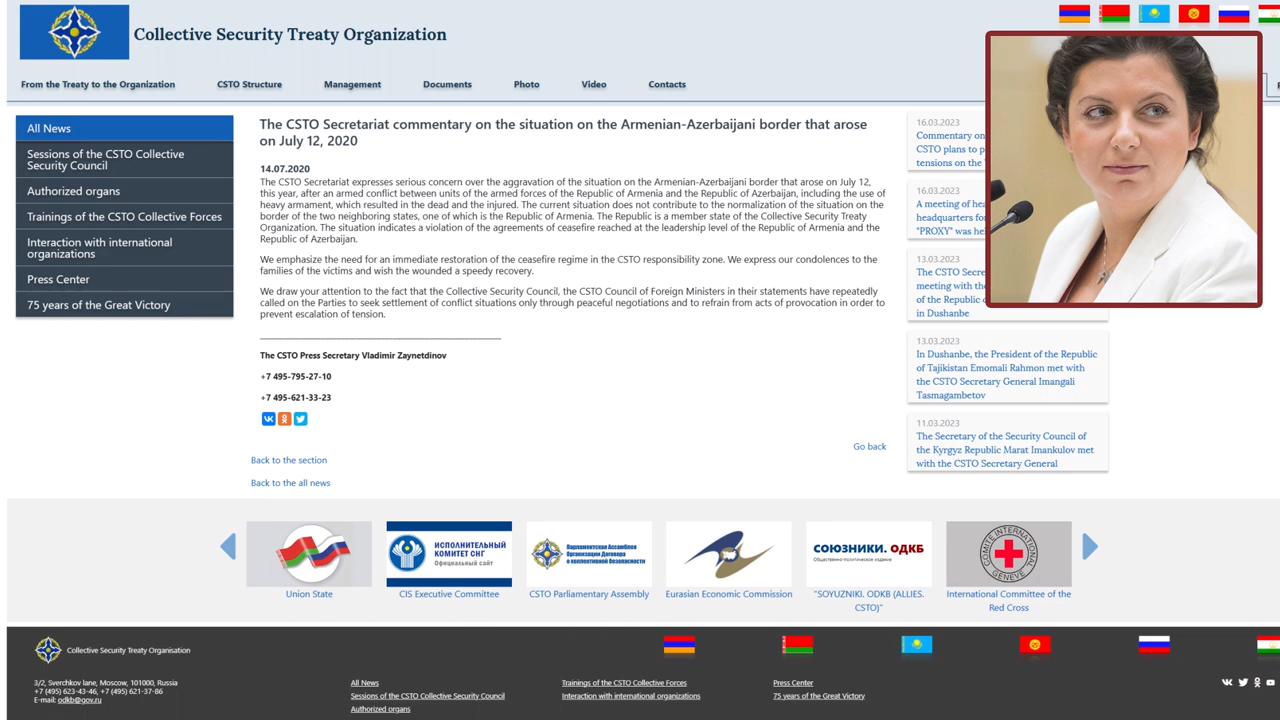 Collective Security Treaty Organization
From the Treaty to the Organization
CSTO Structure
Management
Documents
Photo
Video
Contacts
All News
Sessions of the CSTO Collective
Security Council
Authorized organs
Trainings of the CSTO Collective Forces
Interaction with international
organizations
Press Center
75 years of the Great Victory
The CSTO Secretariat commentary on the situation on the Armenian-Azerbaijani border that arose
on July 12, 2020
14.07.2020
The CSTO Secretariat expresses serious concern over the aggravation of the situation on the Armenian-Azerbaijani border that arose on July 12,
this year, after an armed conflict between units of the armed forces of the Republic of Armenia and the Republic of Azerbaijan, including the use of
heavy armament, which resulted in the dead and the injured. The current situation does not contribute to the normalization of the situation on the
border of the two neighboring states, one of which is the Republic of Armenia. The Republic is a member state of the Collective Security Treaty
Organization. The situation indicates a violation of the agreements of ceasefire reached at the leadership level of the Republic of Armenia and the
Republic of Azerbaijan.
We emphasize the need for an immediate restoration of the ceasefire regime in the CSTO responsibility zone. We express our condolences to the
families of the victims and wish the wounded a speedy recovery.
We draw your attention to the fact that the Collective Security Council, the CSTO Council of Foreign Ministers in their statements have repeatedly
called on the Parties to seek settlement of conflict situations only through peaceful negotiations and to refrain from acts of provocation in order to
prevent escalation of tension.
The CSTO Press Secretary Vladimir Zaynetdinov
+7 495-795-27-10
+7 495-621-33-23
Go back
Back to the section
Back to the all news
16.03.2023
Commentary on
CSTO plans to p
tensions on the
16.03.2023
A meeting of hea
headquarters fo
"PROXY" was he
13.03.2023
The CSTO Secre
meeting with the
of the Republic
in Dushanbe
13.03.2023
In Dushanbe, the President of the Republic
of Tajikistan Emomali Rahmon met with
the CSTO Secretary General Imangali
Tasmagambetov
11.03.2023
The Secretary of the Security Council of
the Kyrgyz Republic Marat Imankulov met
with the CSTO Secretary General
ИСПОЛНИТЕЛЬНЫЙ
КОМИТЕТ СНГ
Официальный сайт
Парламентская Ассамблея
Организации Договора
о коллективной безопасности
СОЮЗНИКИ. ОДКБ
Общественно-политическое издание
COMITÉ INTERNATIONAL
GENEVE
Union State
CIS Executive Committee
CSTO Parliamentary Assembly
Eurasian Economic Commission
"SOYUZNIKI. ODKB (ALLIES.
CSTO)"
International Committee of the
Red Cross
Collective Security Treaty Organisation
3/2, Sverchkov lane, Moscow, 101000, Russia
+7 (495) 623-43-46, +7 (495) 621-37-86
E-mail: odkb@gov.ru
All News
Sessions of the CSTO Collective Security Council
Authorized organs
Trainings of the CSTO Collective Forces
Interaction with international organizations
Press Center
75 years of the Great Victory